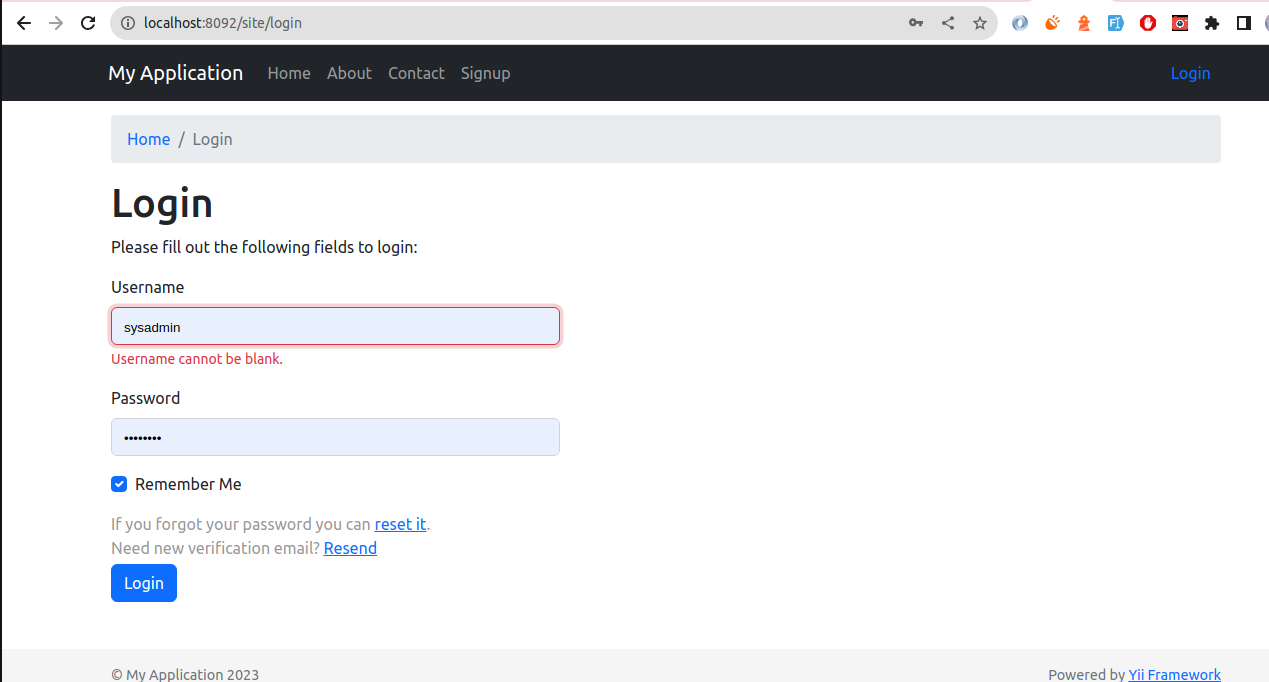 localhost:8092/site/login
My Application Home About Contact Signup Login
Home / Login
Login
Please fill out the following fields to login:
Username
sysadmin
Username cannot be blank.
Password
••••••••
Remember Me
If you forgot your password you can reset it.
Need new verification email? Resend
Login
© My Application 2023 Powered by Yii Framework